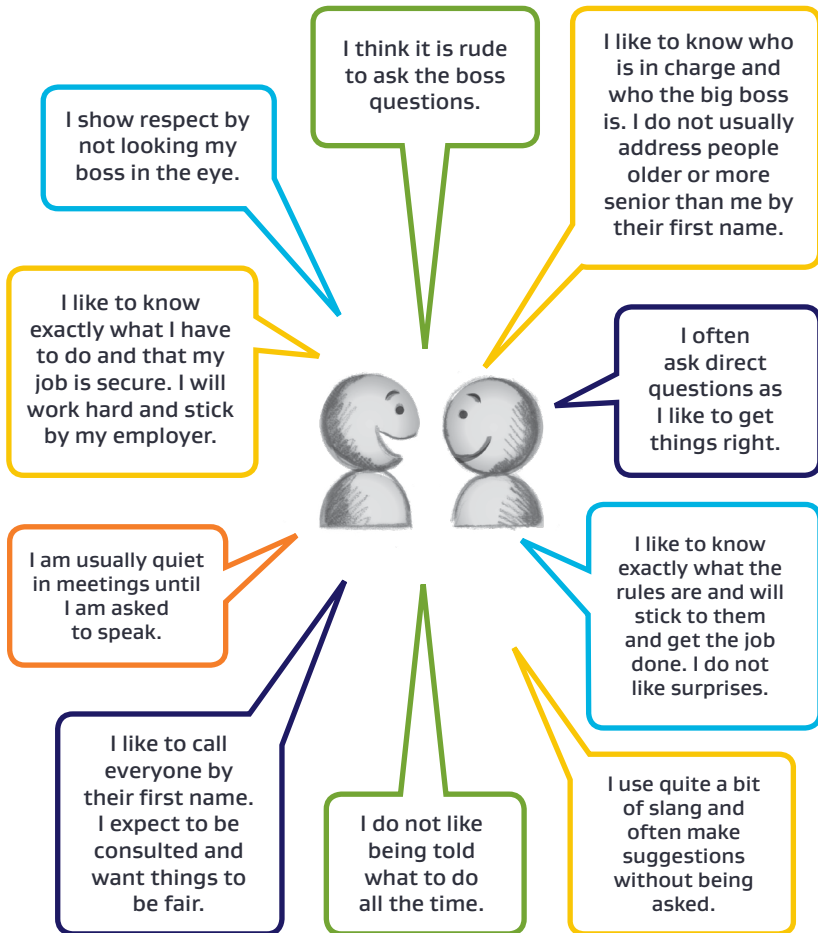 I think it is rude
to ask the boss
questions.
I like to know who
is in charge and
who the big boss
is. I do not usually
address people
older or more
senior than me by
their first name.
I show respect by
not looking my
boss in the eye.
I like to know
exactly what I have
to do and that my
job is secure. I will
work hard and stick
by my employer.
I often
ask direct
questions as
I like to get
things right.
I am usually quiet
in meetings until
I am asked
to speak.
I like to know
exactly what the
rules are and will
stick to them
and get the job
done. I do not
like surprises.
I like to call
everyone by
their first name.
I expect to be
consulted and
want things to
be fair.
I do not like
being told
what to do
all the time.
I use quite a bit
of slang and
often make
suggestions
without being
asked.